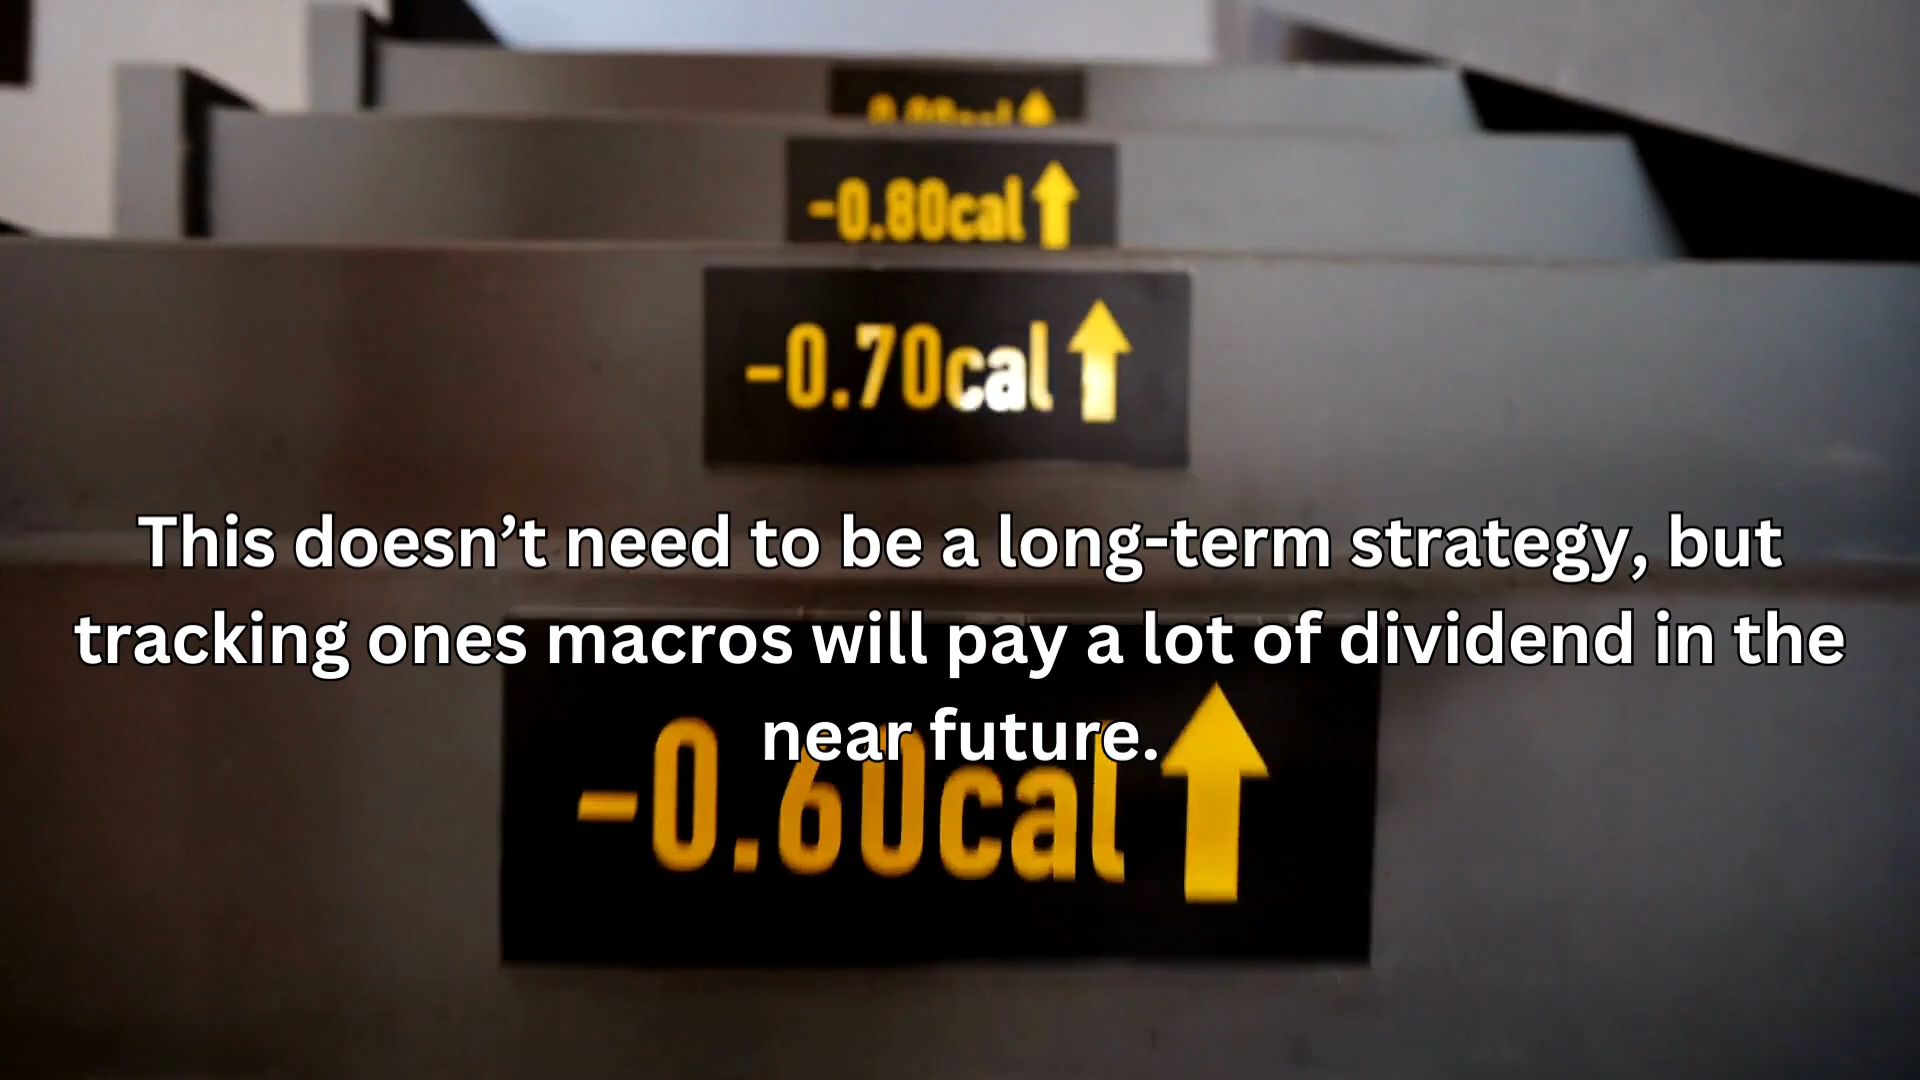 -0.80cal
-0.70cal
This doesn’t need to be a long-term strategy, but
tracking ones macros will pay a lot of dividend in the
near future.
-0.60cal